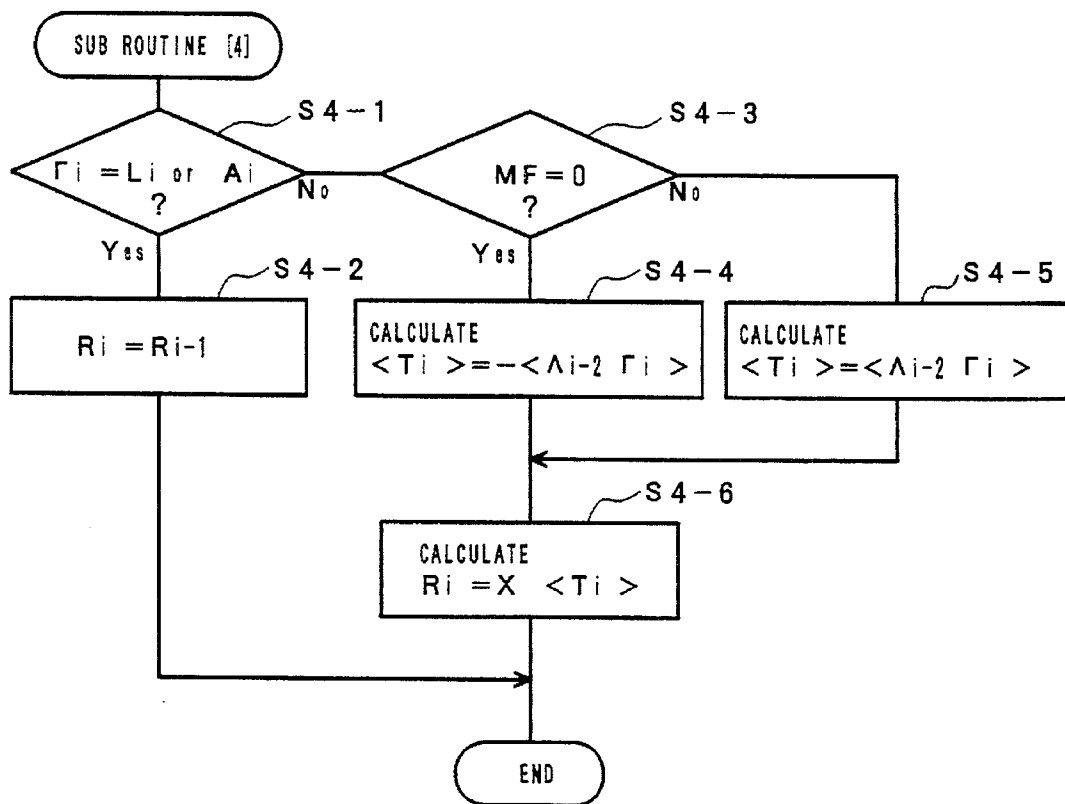 SUB ROUTINE [4]
S4-1
Γi=Li or Ai
?
No
Yes
S4-3
MF=0
?
No
Yes
S4-2
Ri=Ri-1
S4-4
CALCULATE
<Ti>=-<Λi-2 Γi>
S4-5
CALCULATE
<Ti>=<Λi-2 Γi>
S4-6
CALCULATE
Ri=X <Ti>
END